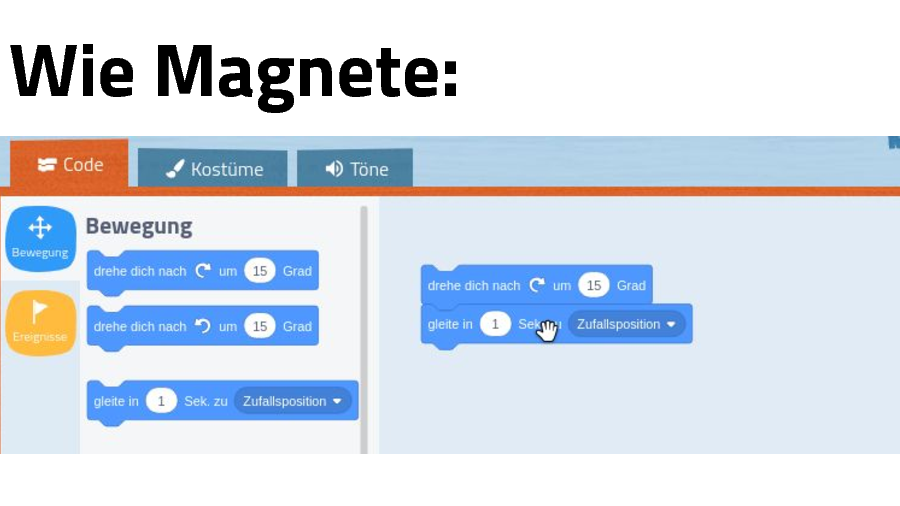 Wie Magnete:
Code Kostüme Töne
Bewegung
Bewegung
drehe dich nach um 15 Grad
drehe dich nach um 15 Grad
Ereignisse
drehe dich nach um 15 Grad
gleite in 1 Sek. zu Zufallsposition
gleite in 1 Sek Zufallsposition